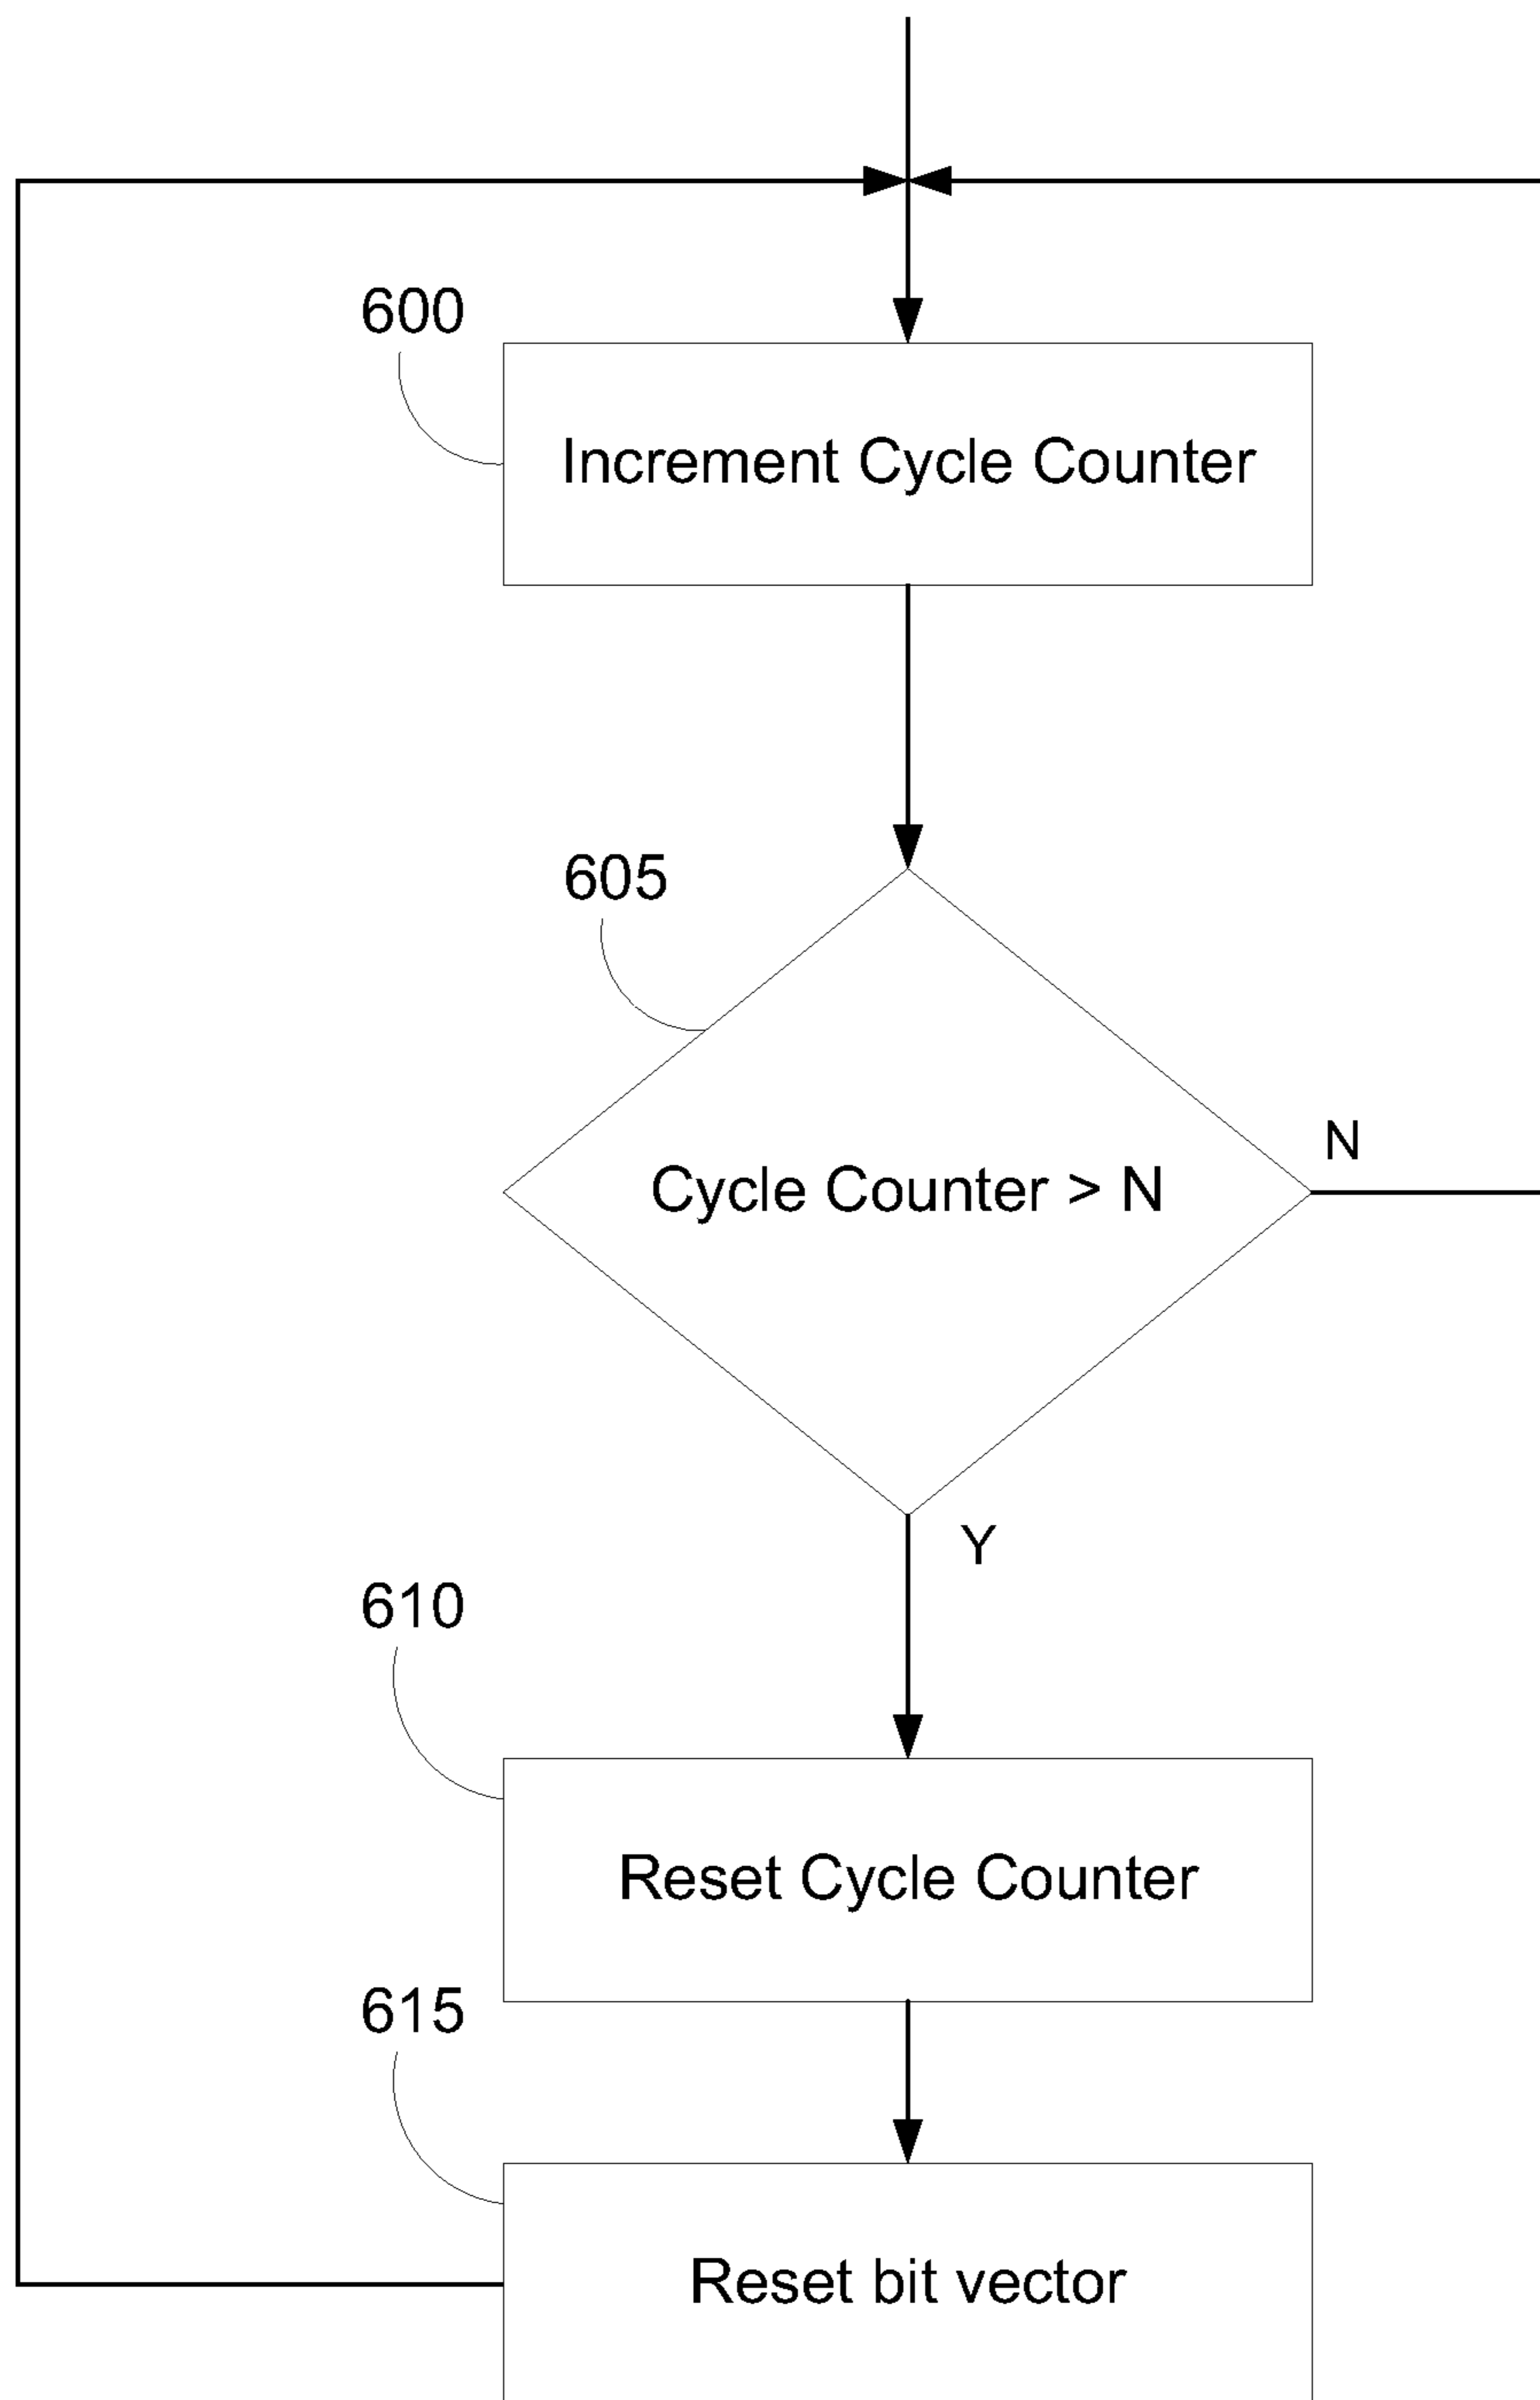 600
Increment Cycle Counter
605
Cycle Counter > N
N
Y
610
Reset Cycle Counter
615
Reset bit vector